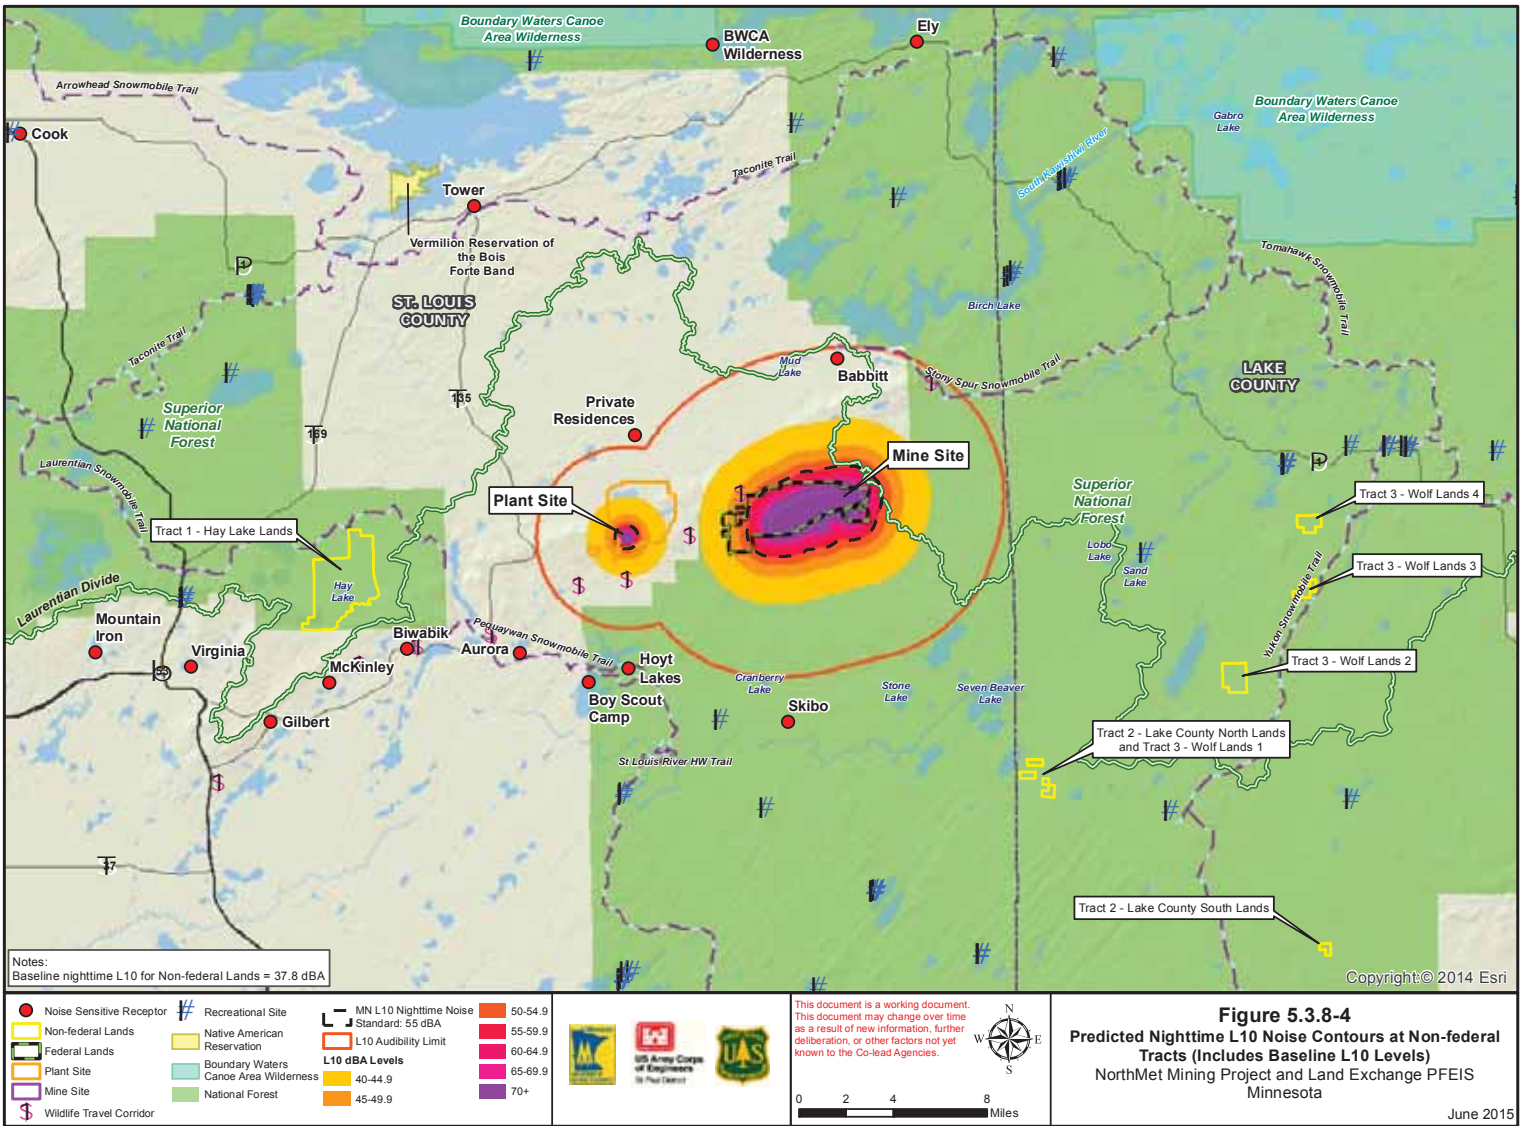 Boundary Waters Canoe
Area Wilderness
BWCA
Wilderness
Ely
Arrowhead Snowmobile Trail
Cook
Boundary Waters Canoe
Area Wilderness
Gabro
Lake
South Kawishiwi River
Taconite Trail
Tower
Vermilion Reservation of
the Bois
Forte Band
Tomahawk Snowmobile Trail
1
ST. LOUIS
COUNTY
Birch Lake
Taconite Trail
Mud
Lake
Babbitt
Stony Spur Snowmobile Trail
LAKE
COUNTY
135
Superior
National
Forest
169
Private
Residences
Laurentian Snowmobile Trail
Mine Site
1
Plant Site
Superior
National
Forest
Tract 3 - Wolf Lands 4
Tract 1 - Hay Lake Lands
Lobo
Lake
Sand
Lake
Tract 3 - Wolf Lands 3
Hay
Lake
Laurentian Divide
Yukon Snowmobile Trail
Mountain
Iron
Virginia
Biwabik
Pequaywan Snowmobile Trail
Aurora
Hoyt
Lakes
McKinley
53
Tract 3 - Wolf Lands 2
Cranberry
Lake
Stone
Lake
Seven Beaver
Lake
Boy Scout
Camp
Skibo
Gilbert
Tract 2 - Lake County North Lands
and Tract 3 - Wolf Lands 1
St Louis River HW Trail
37
Tract 2 - Lake County South Lands
Notes:
Baseline nighttime L10 for Non-federal Lands = 37.8 dBA
Copyright:© 2014 Esri
Noise Sensitive Receptor
Non-federal Lands
Federal Lands
Plant Site
Mine Site
Wildlife Travel Corridor
Recreational Site
Native American
Reservation
Boundary Waters
Canoe Area Wilderness
National Forest
MN L10 Nighttime Noise
Standard: 55 dBA
L10 Audibility Limit
L10 dBA Levels
40-44.9
45-49.9
50-54.9
55-59.9
60-64.9
65-69.9
70+
US Army Corps
of Engineers
St Paul District
UAS
This document is a working document.
This document may change over time
as a result of new information, further
deliberation, or other factors not yet
known to the Co-lead Agencies.
N
W E
S
0 2 4 8
Miles
Figure 5.3.8-4
Predicted Nighttime L10 Noise Contours at Non-federal
Tracts (Includes Baseline L10 Levels)
NorthMet Mining Project and Land Exchange PFEIS
Minnesota
June 2015